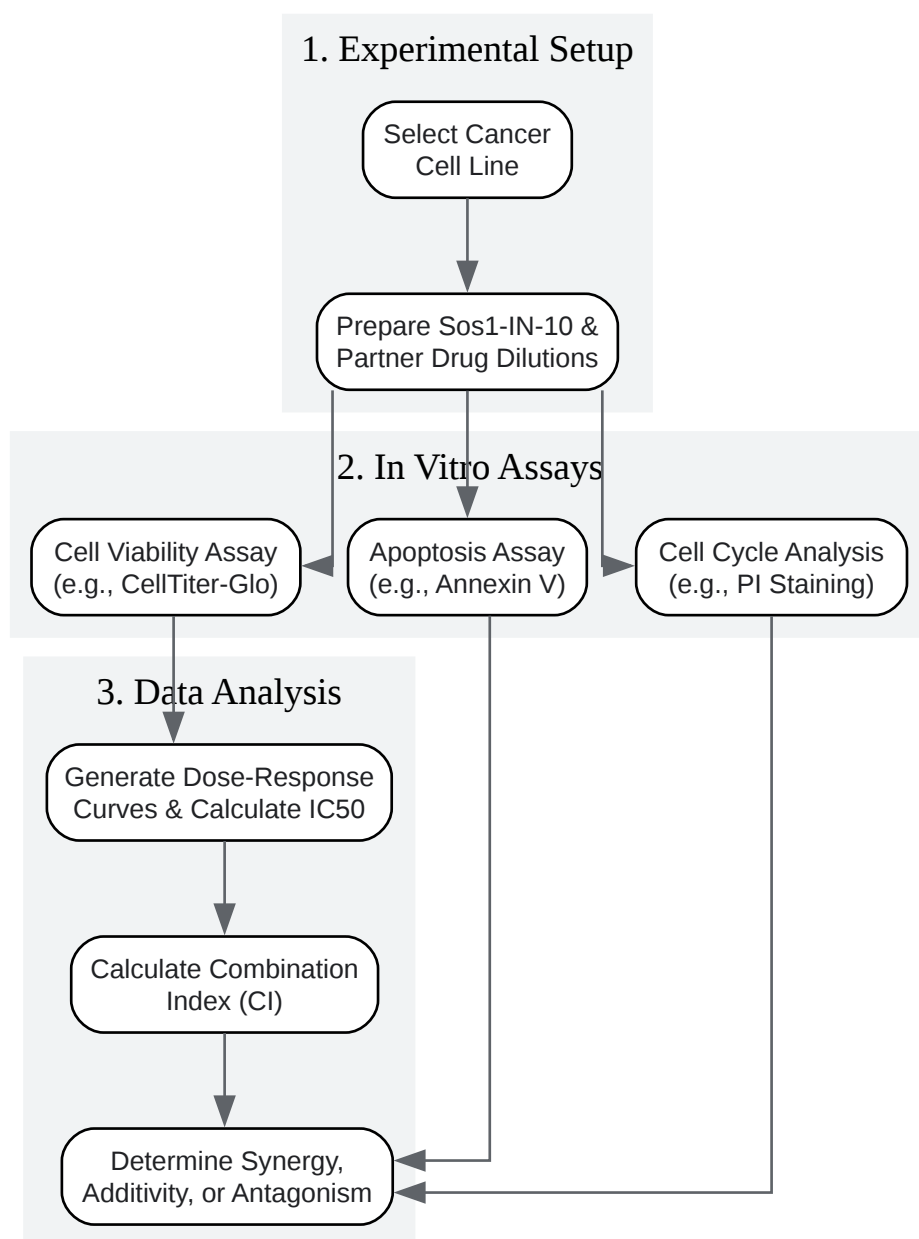 1. Experimental Setup
Select Cancer
Cell Line
Prepare Sos1-IN-10 &
Partner Drug Dilutions
2. In Vitro Assays
Cell Viability Assay
(e.g., CellTiter-Glo)
Apoptosis Assay
(e.g., Annexin V)
Cell Cycle Analysis
(e.g., PI Staining)
3. Data Analysis
Generate Dose-Response
Curves & Calculate IC50
Calculate Combination
Index (CI)
Determine Synergy,
Additivity, or Antagonism